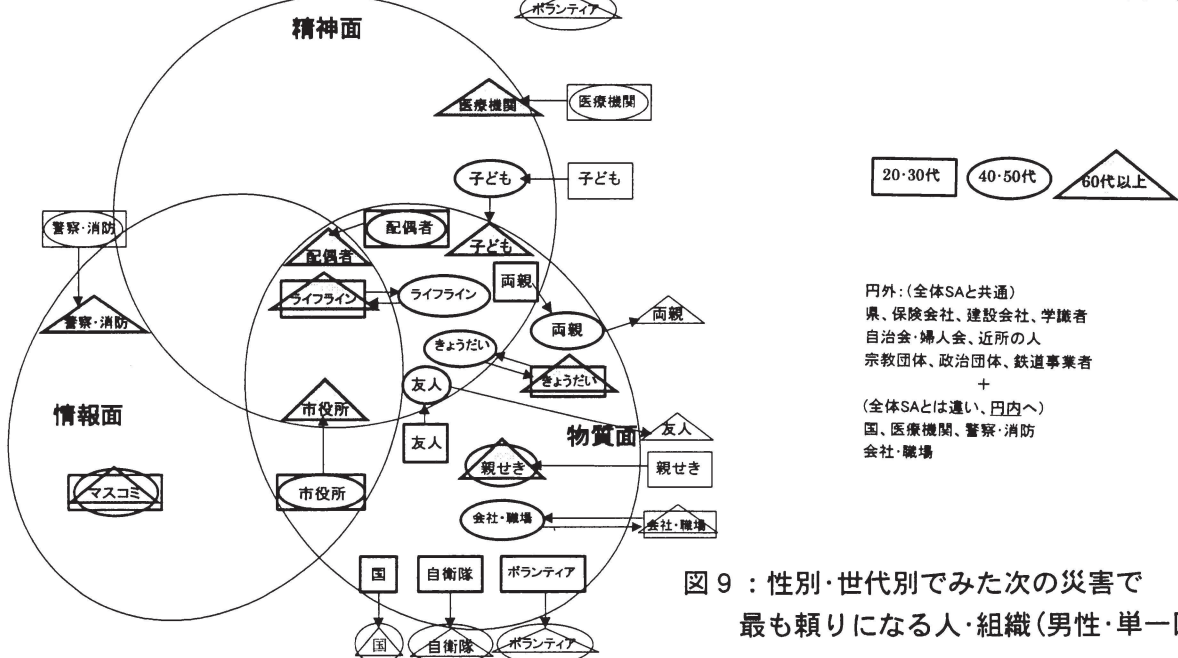 ボランティア
精神面
医療機関
医療機関
子ども
子ども
警察・消防
配偶者
配偶者
子ども
両親
ライフライン
ライフライン
両親
両親
警察・消防
きょうだい
きょうだい
友人
市役所
情報面
友人
物質面
友人
親せき
親せき
マスコミ
市役所
会社・職場
会社・職場
国
自衛隊
ボランティア
国
自衛隊
ボランティア
20・30代
40・50代
60代以上
円外：(全体SAと共通)
県、保険会社、建設会社、学識者
自治会・婦人会、近所の人
宗教団体、政治団体、鉄道事業者
+
(全体SAとは違い、円内へ)
国、医療機関、警察・消防
会社・職場
図9：性別・世代別でみた次の災害で
最も頼りになる人・組織(男性・単一